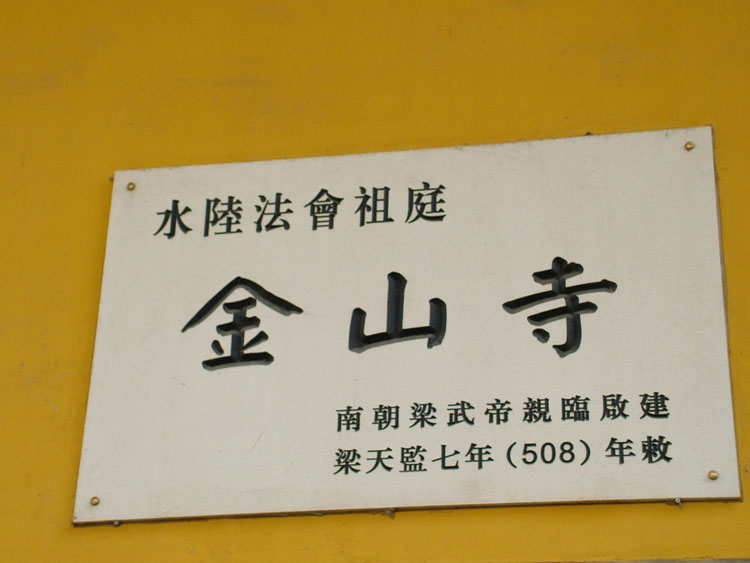 水陸法會祖庭
金山寺
南朝梁武帝親臨啟建
梁天監七年(508)年敕